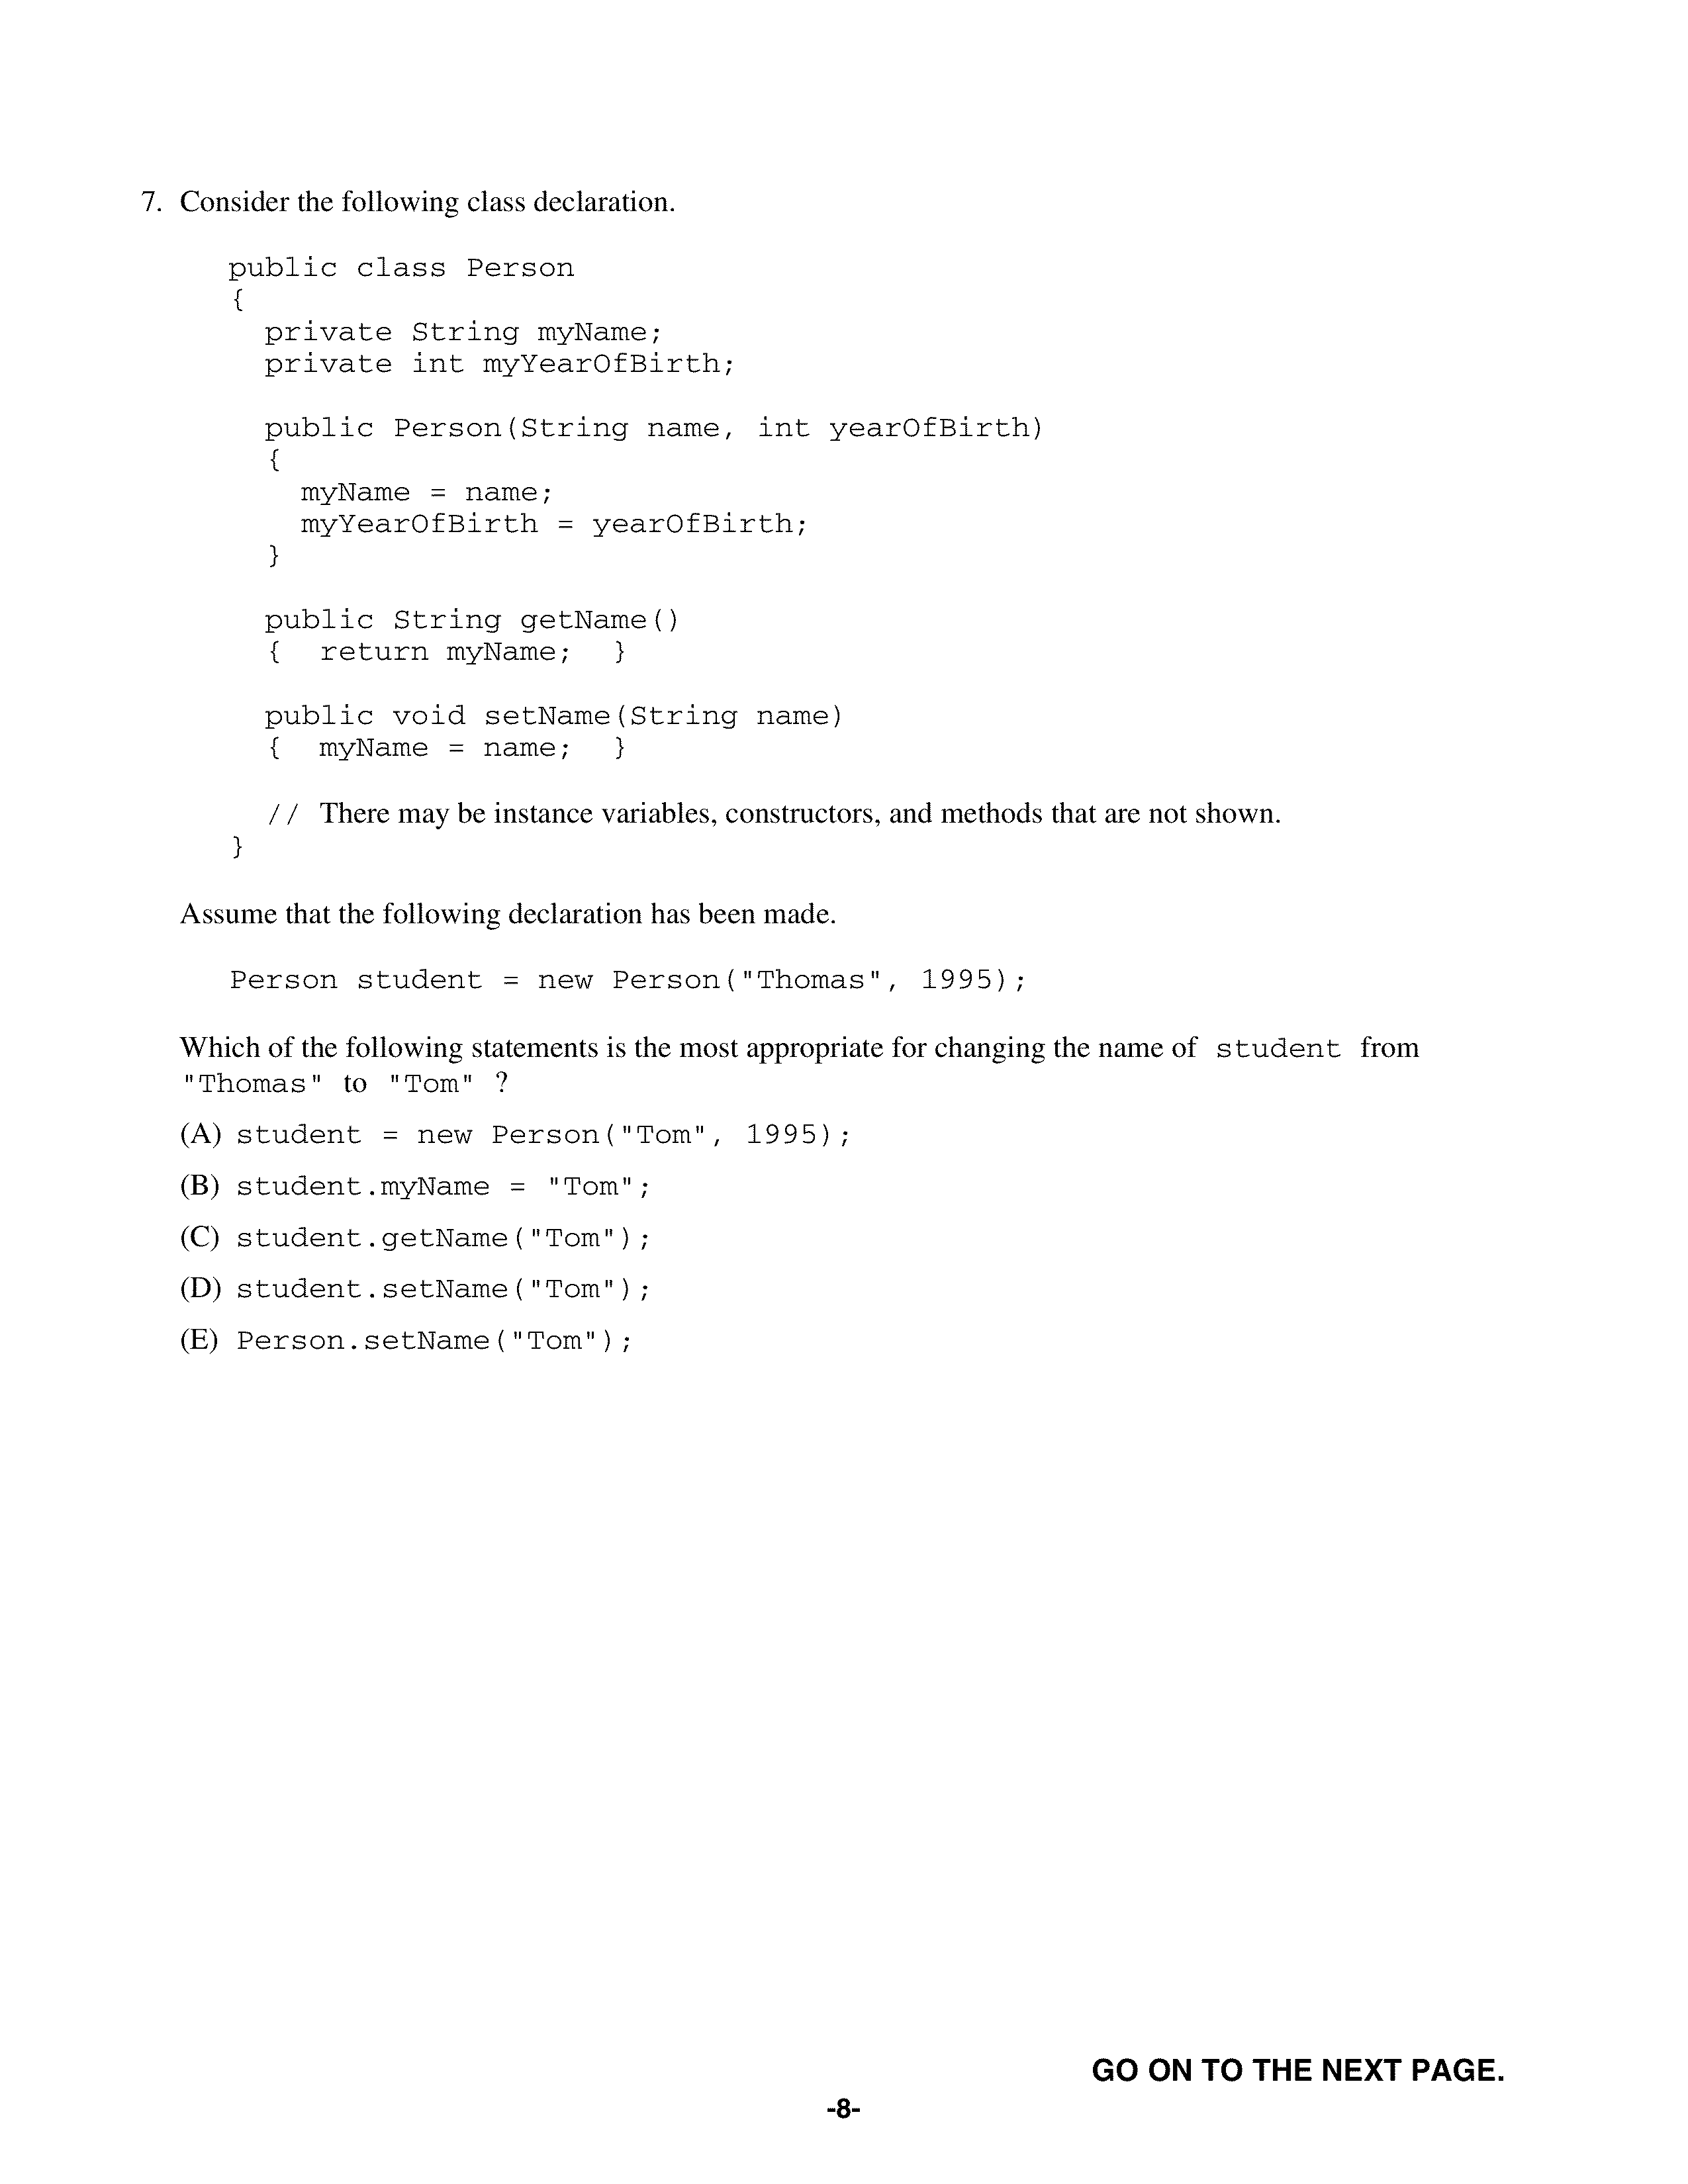 7. Consider the following class declaration.
public class Person
{
private String myName;
private int myYearOfBirth;
public Person(String name, int yearOfBirth)
{
myName = name;
myYearOfBirth = yearOfBirth;
}
public String getName()
{ return myName; }
public void setName(String name)
{ myName = name; }
// There may be instance variables, constructors, and methods that are not shown.
}
Assume that the following declaration has been made.
Person student = new Person("Thomas", 1995);
Which of the following statements is the most appropriate for changing the name of student from
"Thomas" to "Tom" ?
(A) student = new Person("Tom", 1995);
(B) student.myName = "Tom";
(C) student.getName("Tom");
(D) student.setName("Tom");
(E) Person.setName("Tom");
GO ON TO THE NEXT PAGE.
-8-